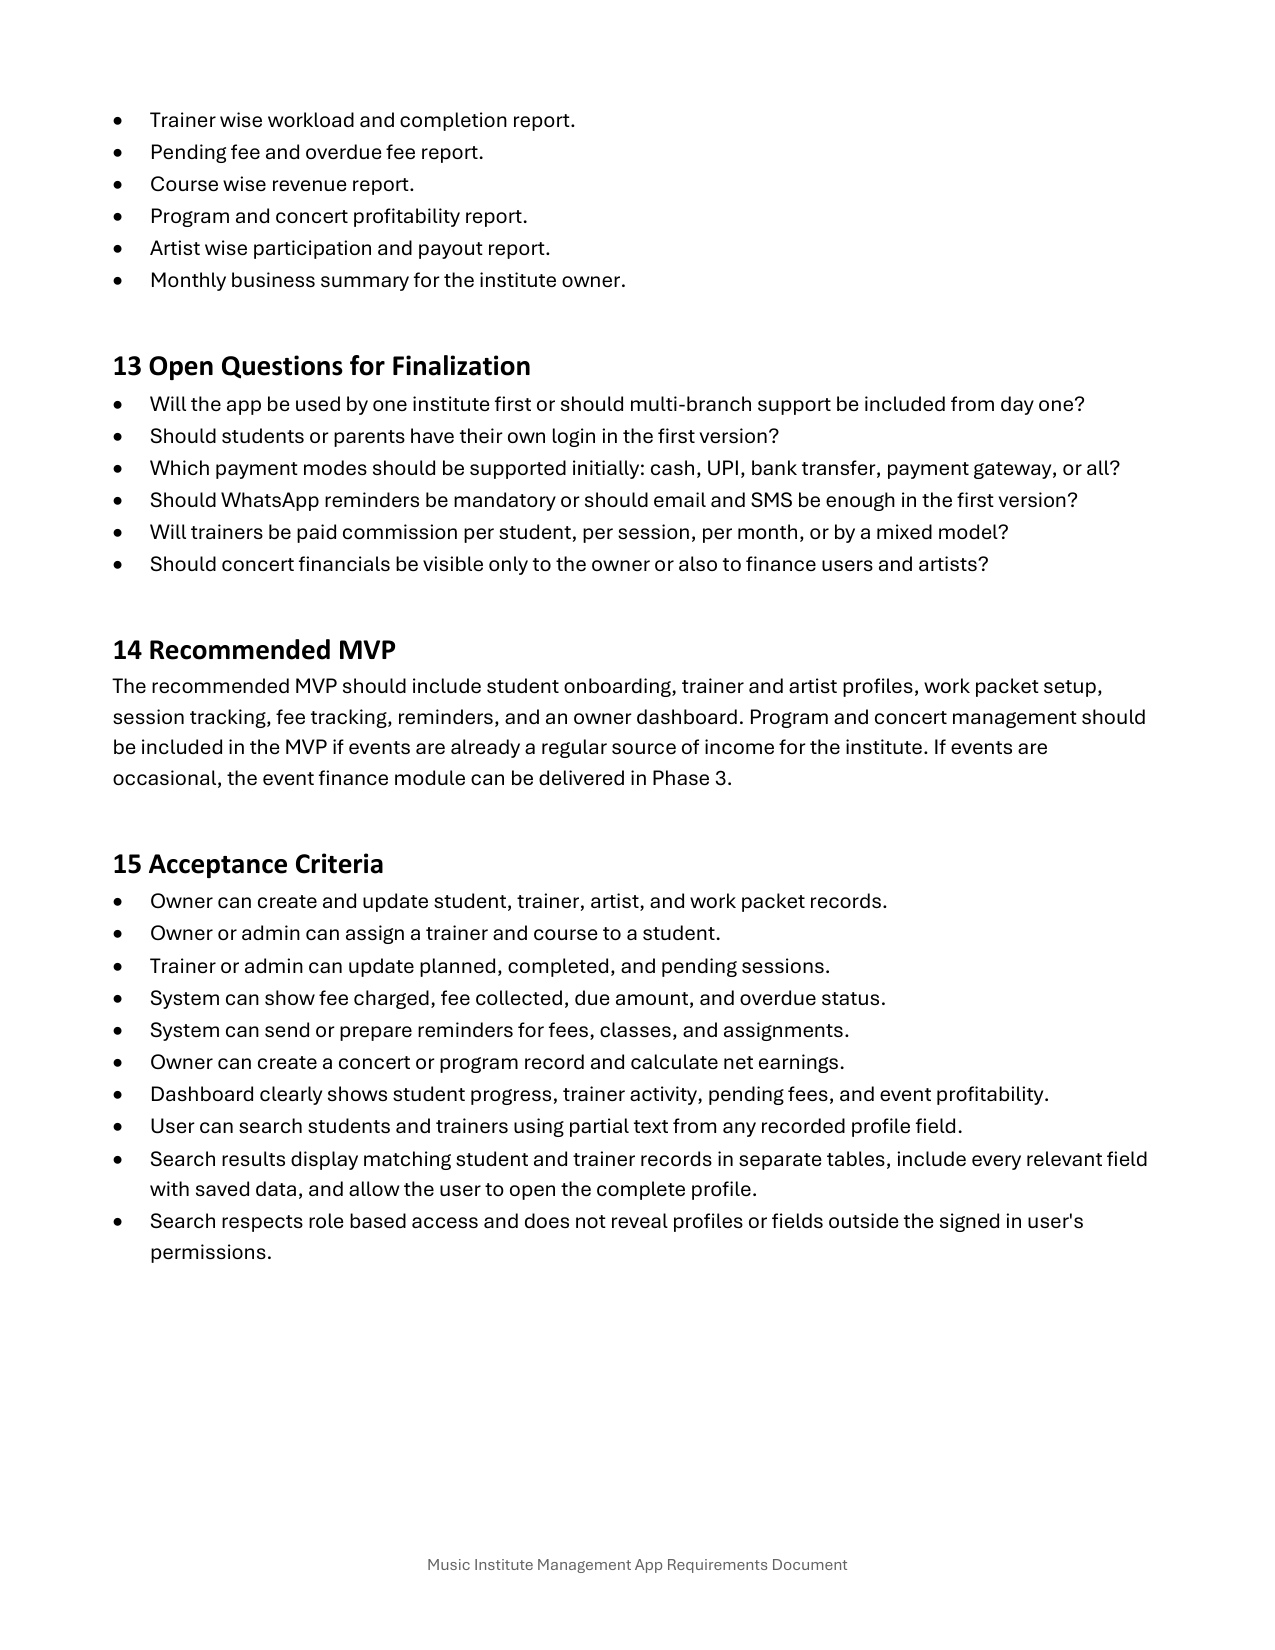 • Trainer wise workload and completion report.
• Pending fee and overdue fee report.
• Course wise revenue report.
• Program and concert profitability report.
• Artist wise participation and payout report.
• Monthly business summary for the institute owner.
13 Open Questions for Finalization
• Will the app be used by one institute first or should multi-branch support be included from day one?
• Should students or parents have their own login in the first version?
• Which payment modes should be supported initially: cash, UPI, bank transfer, payment gateway, or all?
• Should WhatsApp reminders be mandatory or should email and SMS be enough in the first version?
• Will trainers be paid commission per student, per session, per month, or by a mixed model?
• Should concert financials be visible only to the owner or also to finance users and artists?
14 Recommended MVP
The recommended MVP should include student onboarding, trainer and artist profiles, work packet setup,
session tracking, fee tracking, reminders, and an owner dashboard. Program and concert management should
be included in the MVP if events are already a regular source of income for the institute. If events are
occasional, the event finance module can be delivered in Phase 3.
15 Acceptance Criteria
• Owner can create and update student, trainer, artist, and work packet records.
• Owner or admin can assign a trainer and course to a student.
• Trainer or admin can update planned, completed, and pending sessions.
• System can show fee charged, fee collected, due amount, and overdue status.
• System can send or prepare reminders for fees, classes, and assignments.
• Owner can create a concert or program record and calculate net earnings.
• Dashboard clearly shows student progress, trainer activity, pending fees, and event profitability.
• User can search students and trainers using partial text from any recorded profile field.
• Search results display matching student and trainer records in separate tables, include every relevant field
with saved data, and allow the user to open the complete profile.
• Search respects role based access and does not reveal profiles or fields outside the signed in user's
permissions.
Music Institute Management App Requirements Document